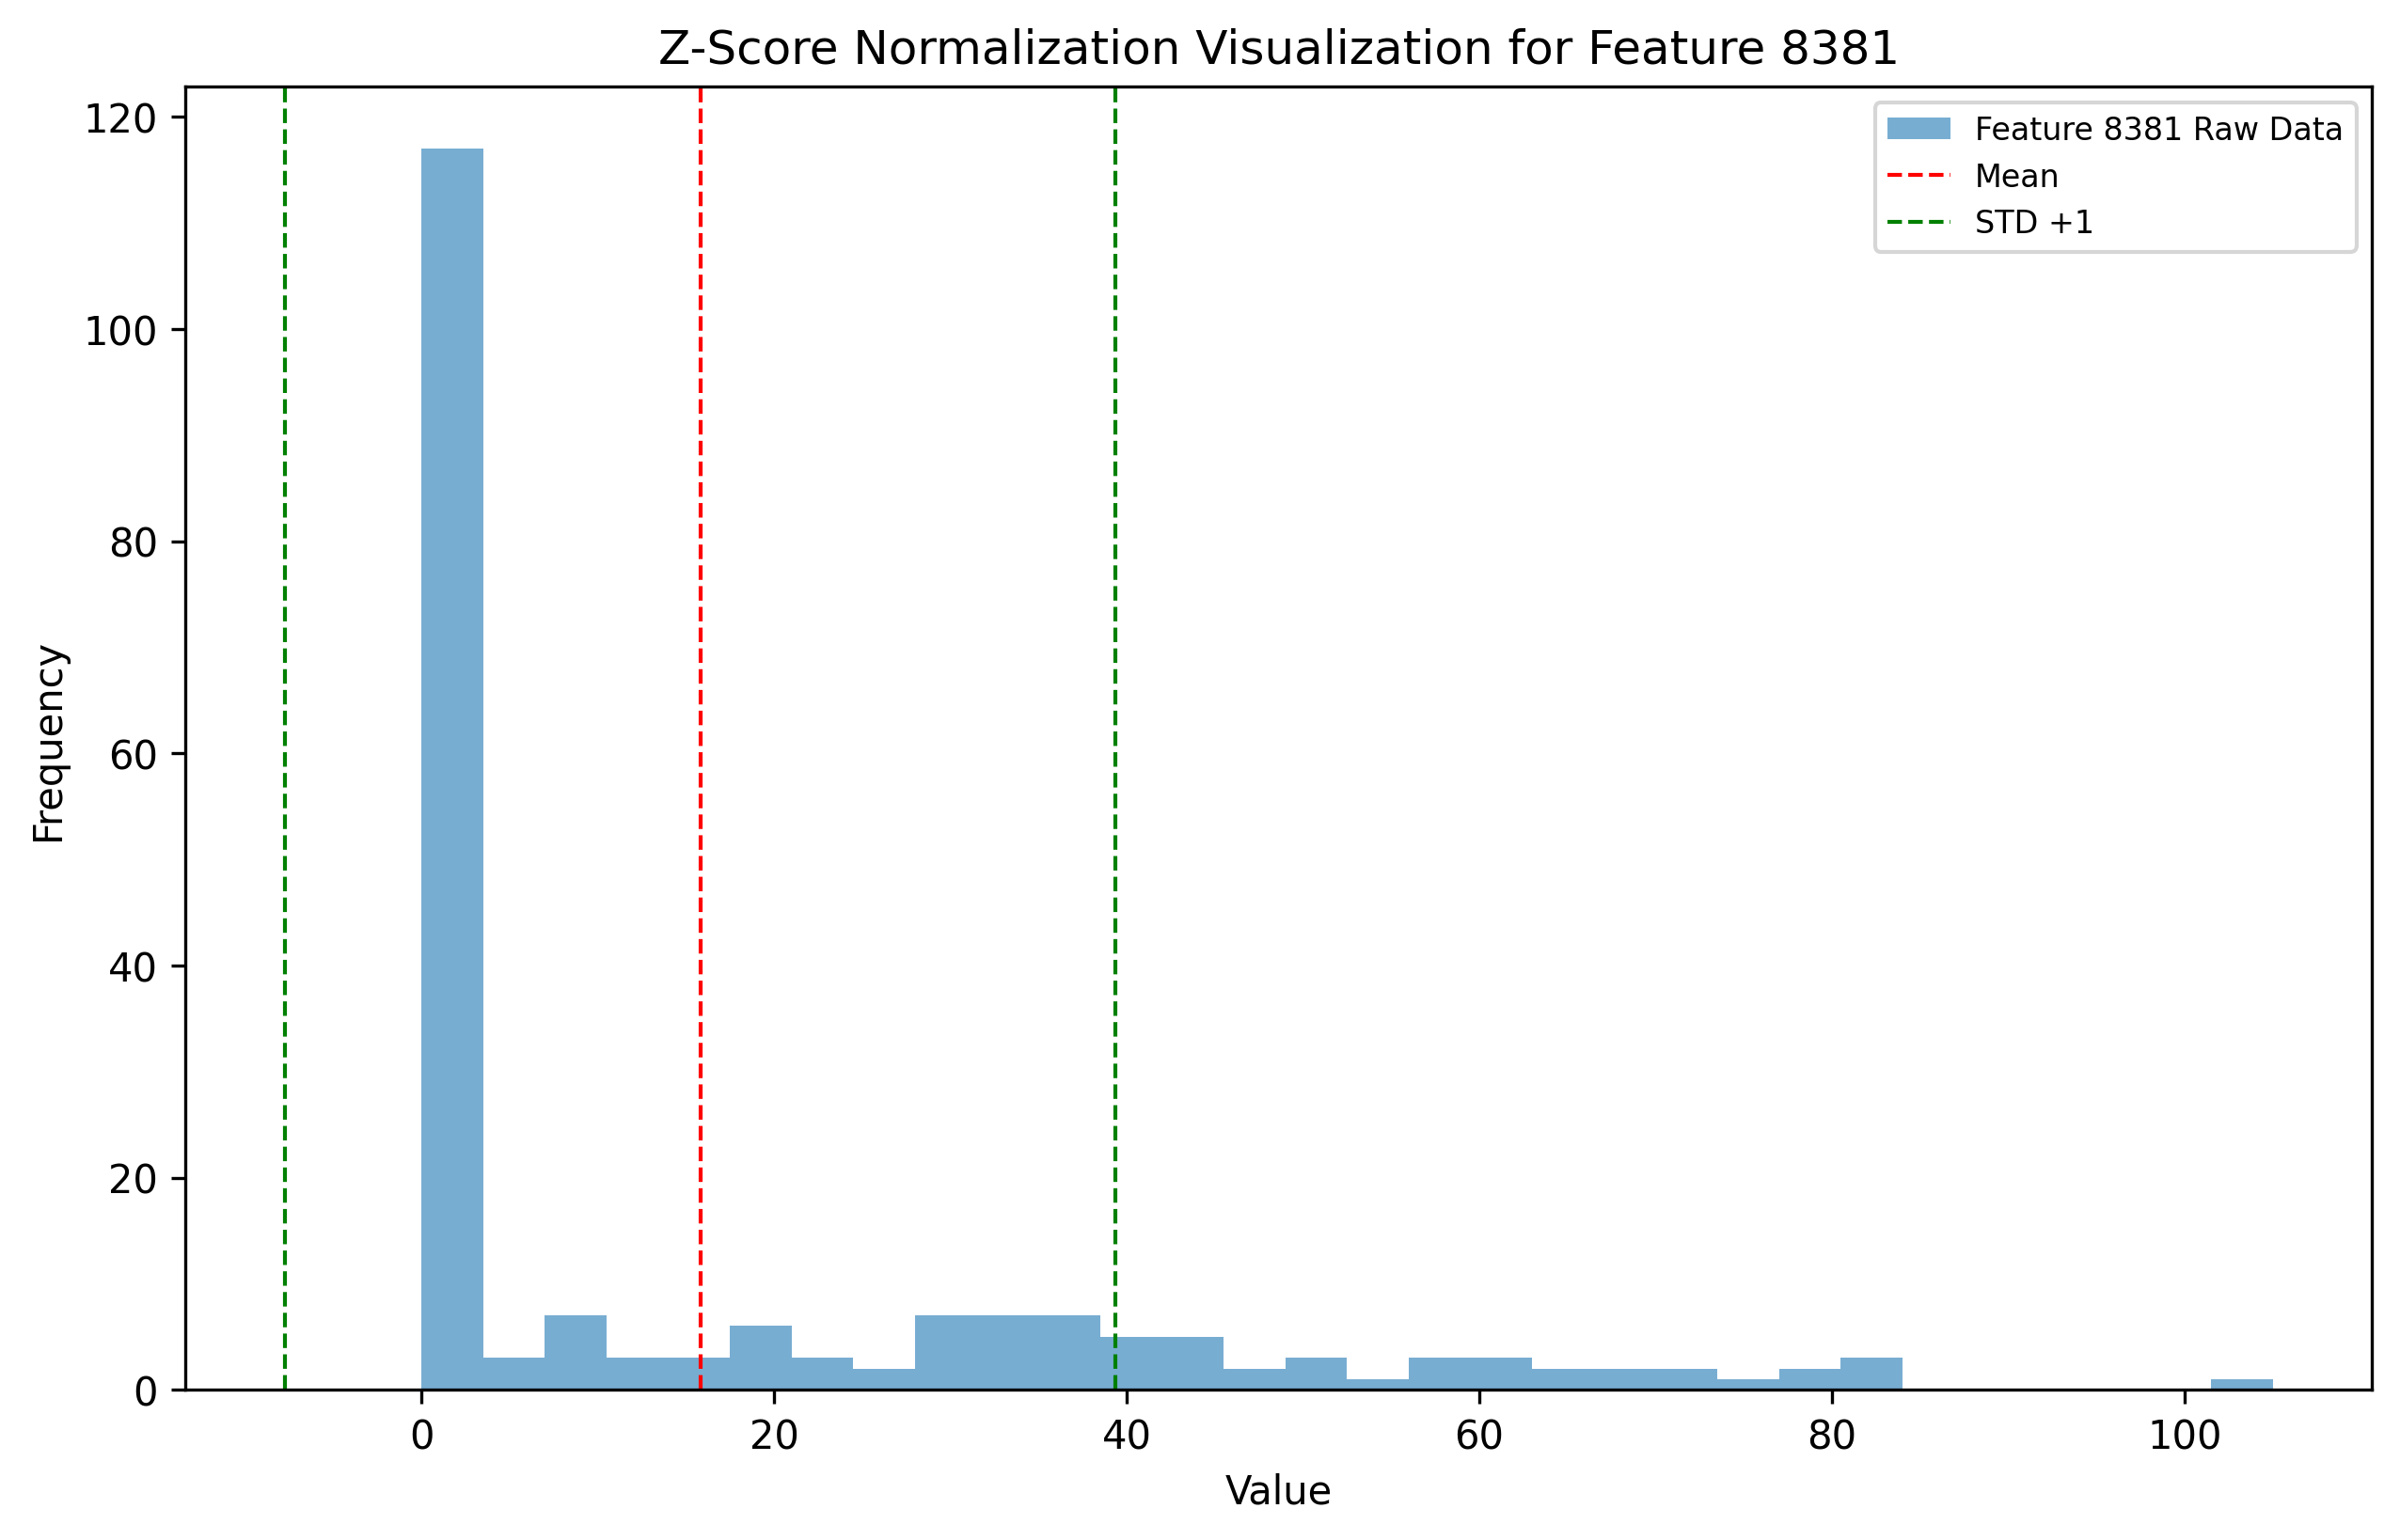 Z-Score Normalization Visualization for Feature 8381
Feature 8381 Raw Data
Mean
STD +1
120
100
80
60
40
20
0
Frequency
0 20 40 60 80 100
Value